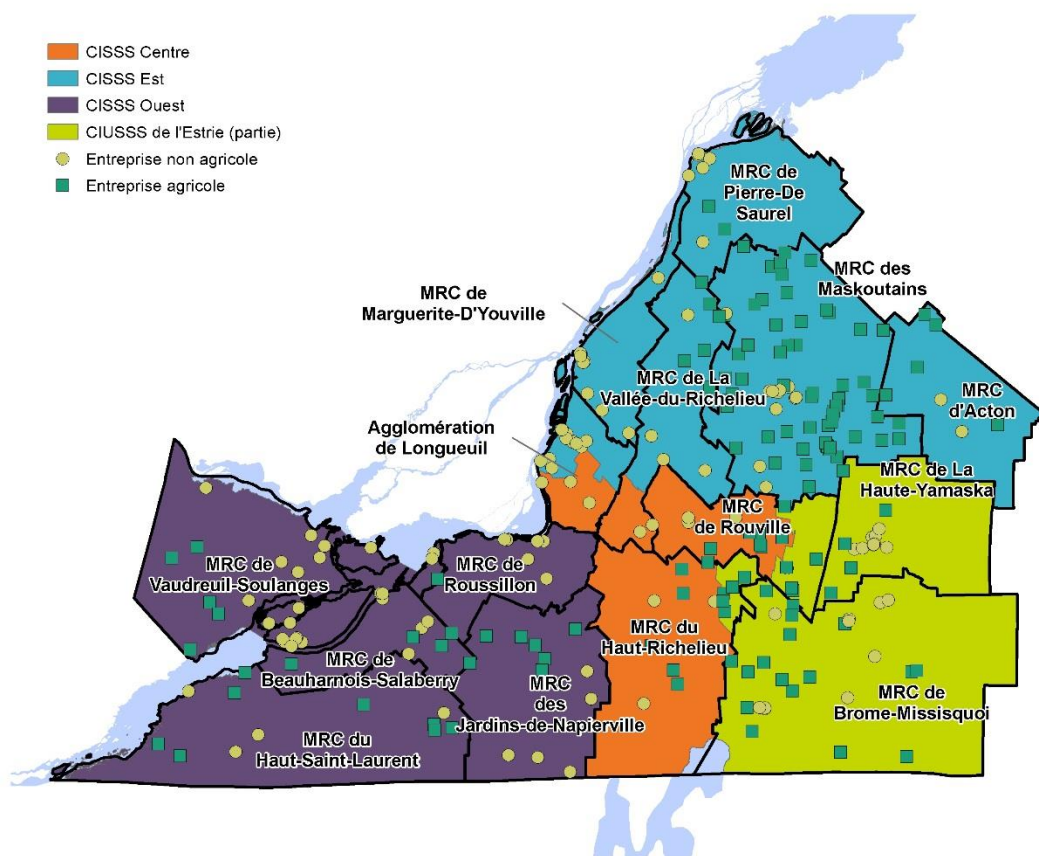 CISSS Centre
CISSS Est
CISSS Ouest
CIUSSS de l'Estrie (partie)
Entreprise non agricole
Entreprise agricole
MRC de
Pierre-De
Saurel
MRC des
Maskoutains
MRC de
Marguerite-D'Youville
MRC de La
Vallée-du-Richelieu
MRC
d'Acton
Agglomération
de Longueuil
MRC de La
Haute-Yamaska
MRC
de Rouville
MRC de
Vaudreuil-Soulanges
MRC de
Roussillon
MRC du
Haut-Richelieu
MRC de
Beauharnois-Salaberry
MRC
des
Jardins-de-Napierville
MRC de
Brome-Missisquoi
MRC du
Haut-Saint-Laurent